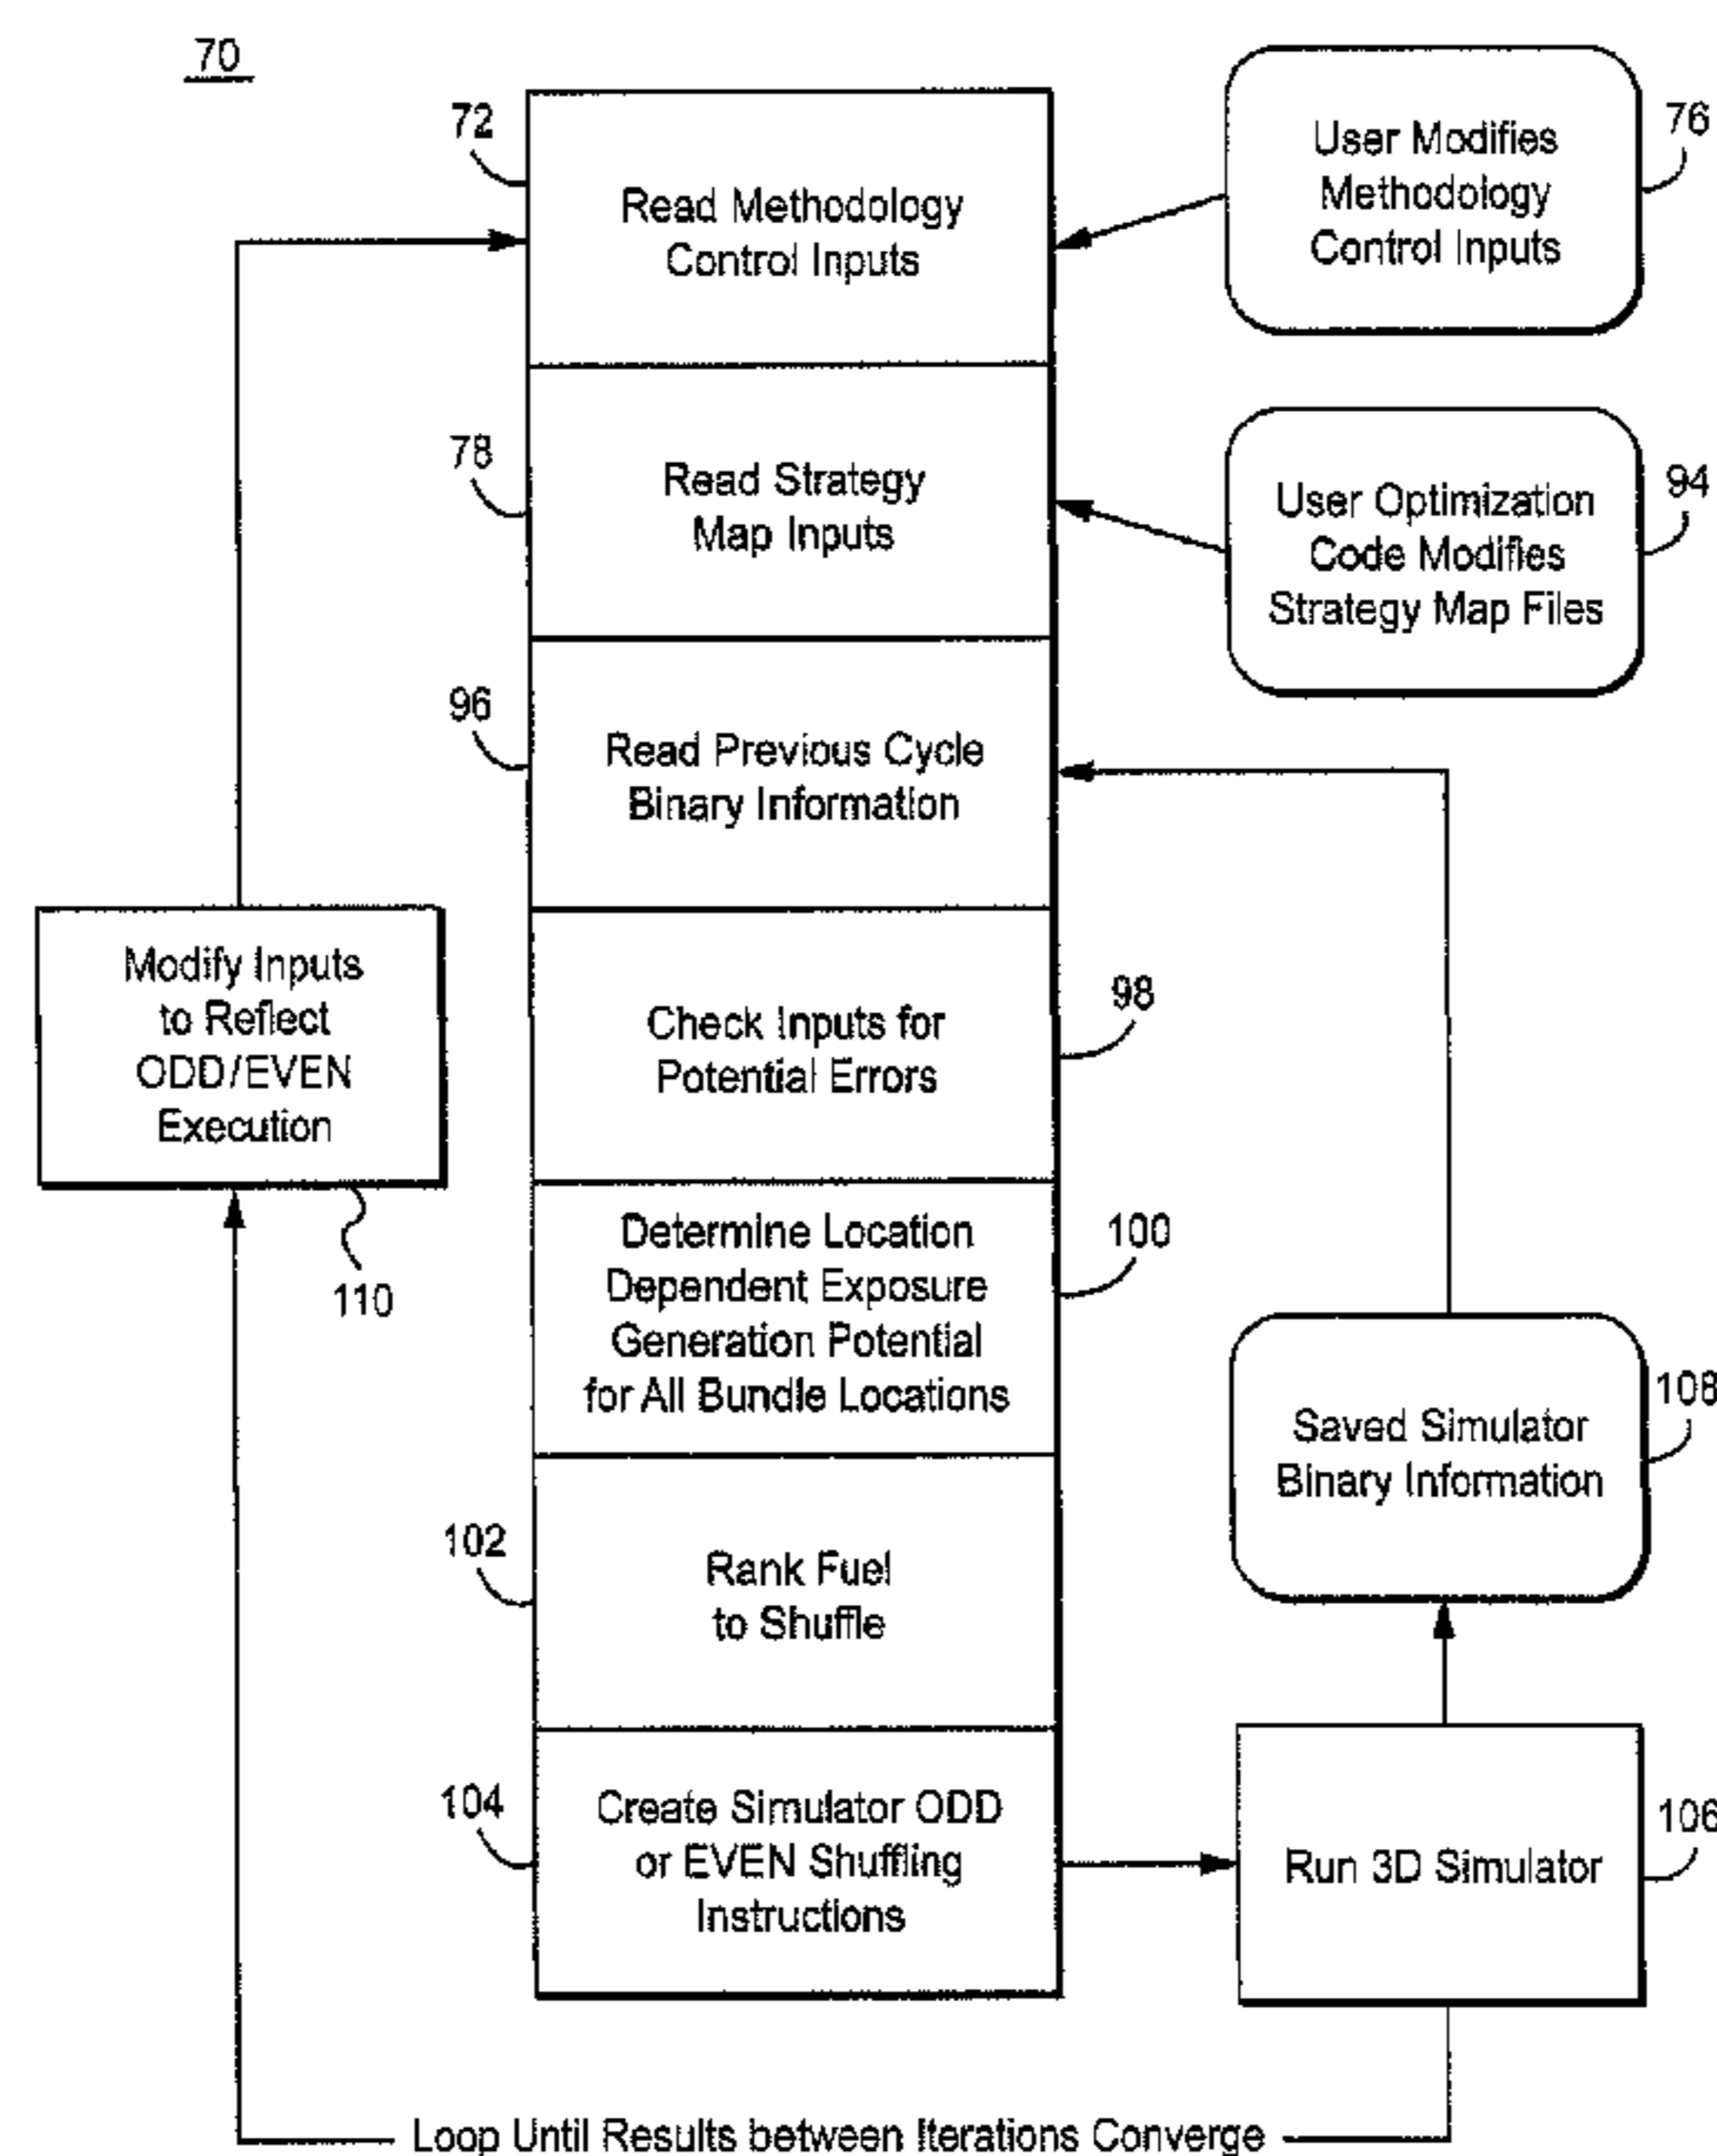 70
72
Read Methodology
Control Inputs
User Modifies
Methodology
Control Inputs
76
78
Read Strategy
Map Inputs
User Optimization
Code Modifies
Strategy Map Files
94
96
Read Previous Cycle
Binary Information
Modify Inputs
to Reflect
ODD/EVEN
Execution
110
Check Inputs for
Potential Errors
98
Determine Location
Dependent Exposure
Generation Potential
for All Bundle Locations
100
Saved Simulator
Binary Information
108
102
Rank Fuel
to Shuffle
104
Create Simulator ODD
or EVEN Shuffling
Instructions
Run 3D Simulator
106
Loop Until Results between Iterations Converge